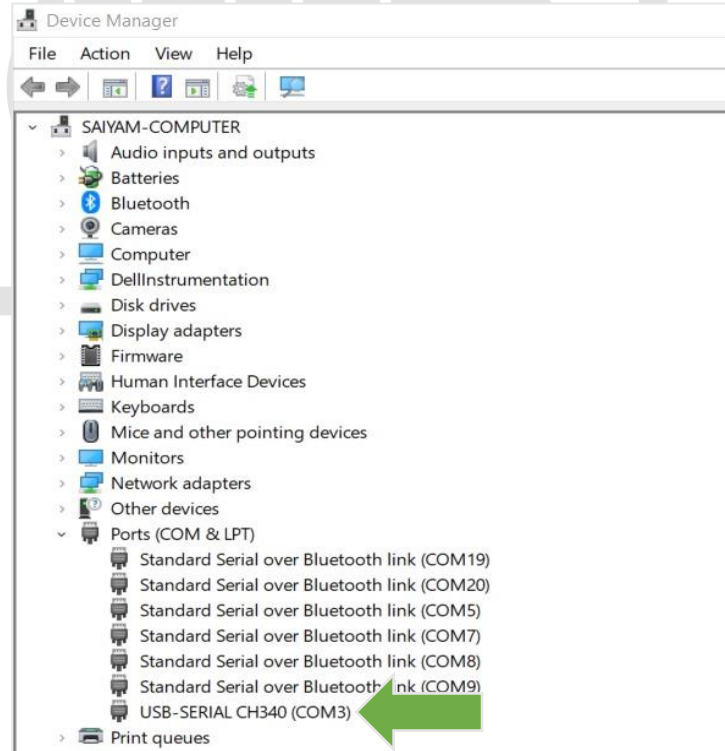 Device Manager
File Action View Help
SAIYAM-COMPUTER
Audio inputs and outputs
Batteries
Bluetooth
Cameras
Computer
DellInstrumentation
Disk drives
Display adapters
Firmware
Human Interface Devices
Keyboards
Mice and other pointing devices
Monitors
Network adapters
Other devices
Ports (COM & LPT)
Standard Serial over Bluetooth link (COM19)
Standard Serial over Bluetooth link (COM20)
Standard Serial over Bluetooth link (COM5)
Standard Serial over Bluetooth link (COM7)
Standard Serial over Bluetooth link (COM8)
Standard Serial over Bluetooth link (COM9)
USB-SERIAL CH340 (COM3)
Print queues